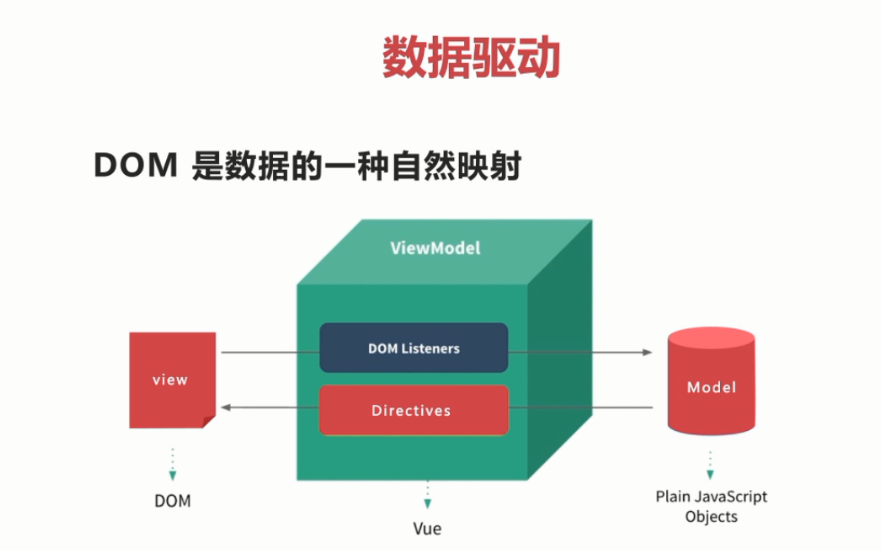 数据驱动
DOM 是数据的一种自然映射
ViewModel
DOM Listeners
view
Model
Directives
DOM
Plain JavaScript
Objects
Vue